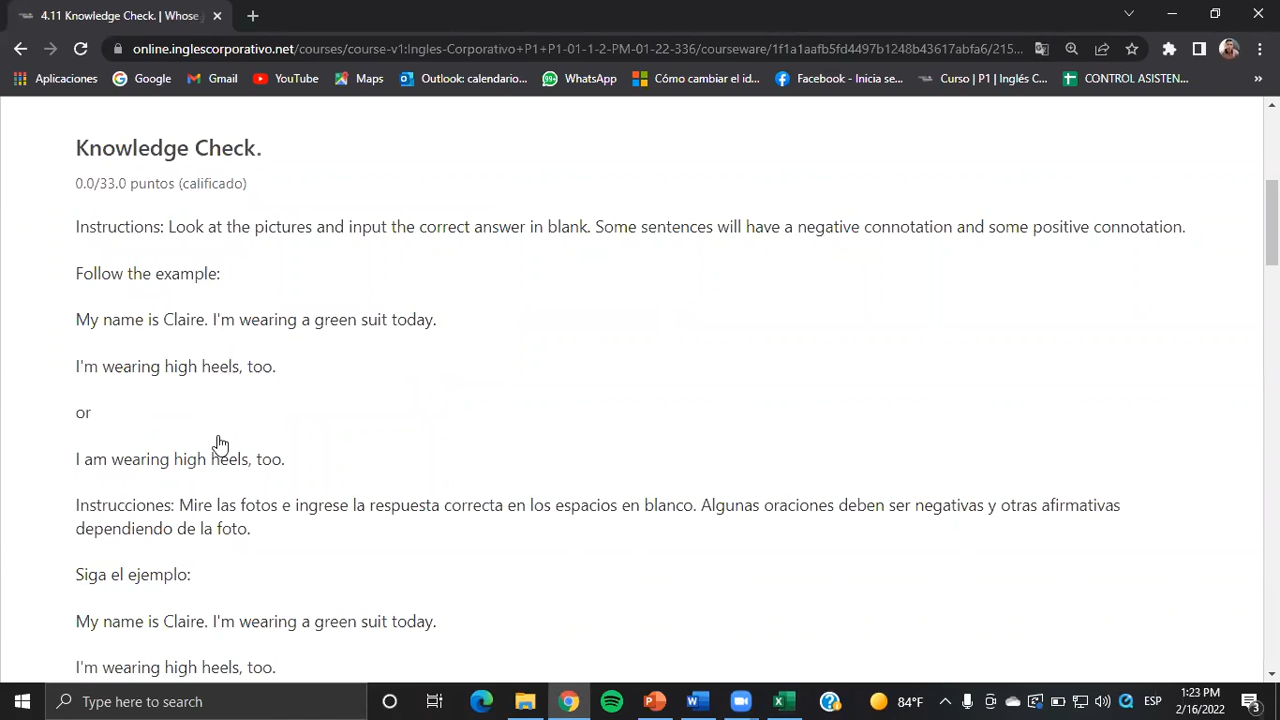 4.11 Knowledge Check. | Whose
online.inglescorporativo.net/courses/course-v1:Ingles-Corporativo+P1+P1-01-1-2-PM-01-22-336/courseware/1f1a1aafb5fd4497b1248b43617abfa6/215...
Aplicaciones Google Gmail YouTube Maps Outlook: calendario... 99+ WhatsApp Cómo cambiar el id... Facebook - Inicia se... Curso | P1 | Inglés C... CONTROL ASISTEN... »
Knowledge Check.
0.0/33.0 puntos (calificado)
Instructions: Look at the pictures and input the correct answer in blank. Some sentences will have a negative connotation and some positive connotation.
Follow the example:
My name is Claire. I'm wearing a green suit today.
I'm wearing high heels, too.
or
I am wearing high heels, too.
Instrucciones: Mire las fotos e ingrese la respuesta correcta en los espacios en blanco. Algunas oraciones deben ser negativas y otras afirmativas
dependiendo de la foto.
Siga el ejemplo:
My name is Claire. I'm wearing a green suit today.
I'm wearing high heels, too.
Type here to search 84°F ESP 1:23 PM
2/16/2022 3